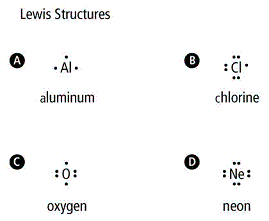 Lewis Structures
A
Al
aluminum
B
Cl
chlorine
C
O
oxygen
D
Ne
neon